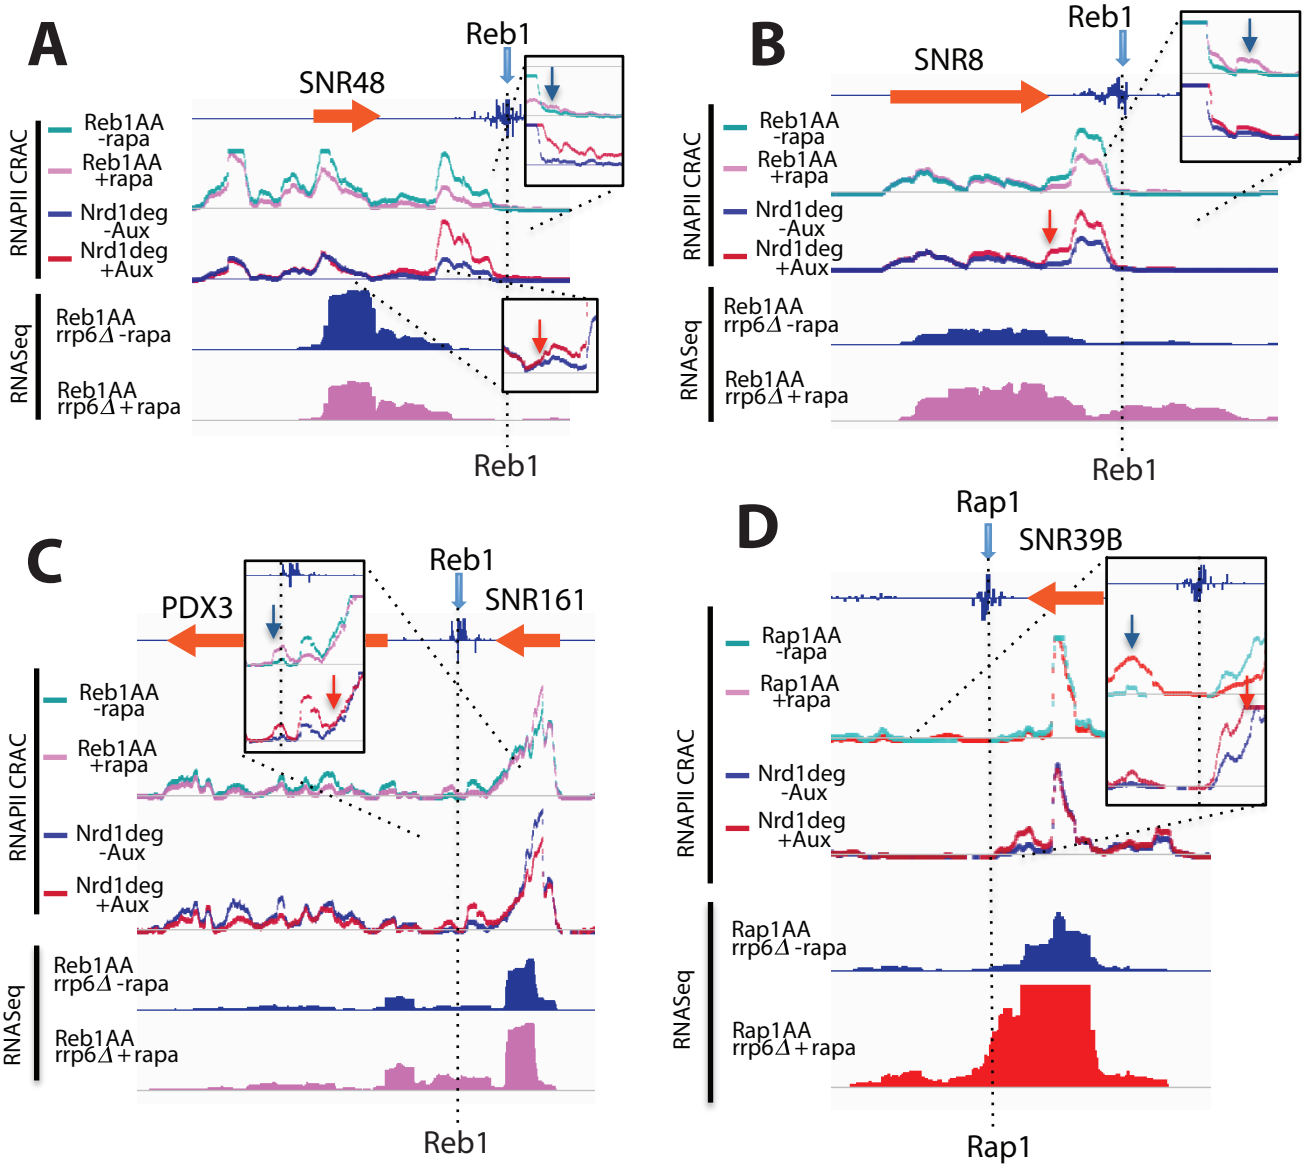 A
Reb1
SNR48
RNAPII CRAC
Reb1AA
-rapa
Reb1AA
+rapa
Nrd1deg
-Aux
Nrd1deg
+Aux
RNASeq
Reb1AA
rrp6Δ -rapa
Reb1AA
rrp6Δ + rapa
Reb1
B
Reb1
SNR8
RNAPII CRAC
Reb1AA
-rapa
Reb1AA
+rapa
Nrd1deg
-Aux
Nrd1deg
+Aux
RNASeq
Reb1AA
rrp6Δ -rapa
Reb1AA
rrp6Δ + rapa
Reb1
C
Reb1
PDX3
SNR161
RNAPII CRAC
Reb1AA
-rapa
Reb1AA
+rapa
Nrd1deg
-Aux
Nrd1deg
+Aux
RNASeq
Reb1AA
rrp6Δ -rapa
Reb1AA
rrp6Δ + rapa
Reb1
D
Rap1
SNR39B
RNAPII CRAC
Rap1AA
-rapa
Rap1AA
+rapa
Nrd1deg
-Aux
Nrd1deg
+Aux
RNASeq
Rap1AA
rrp6Δ -rapa
Rap1AA
rrp6Δ + rapa
Rap1